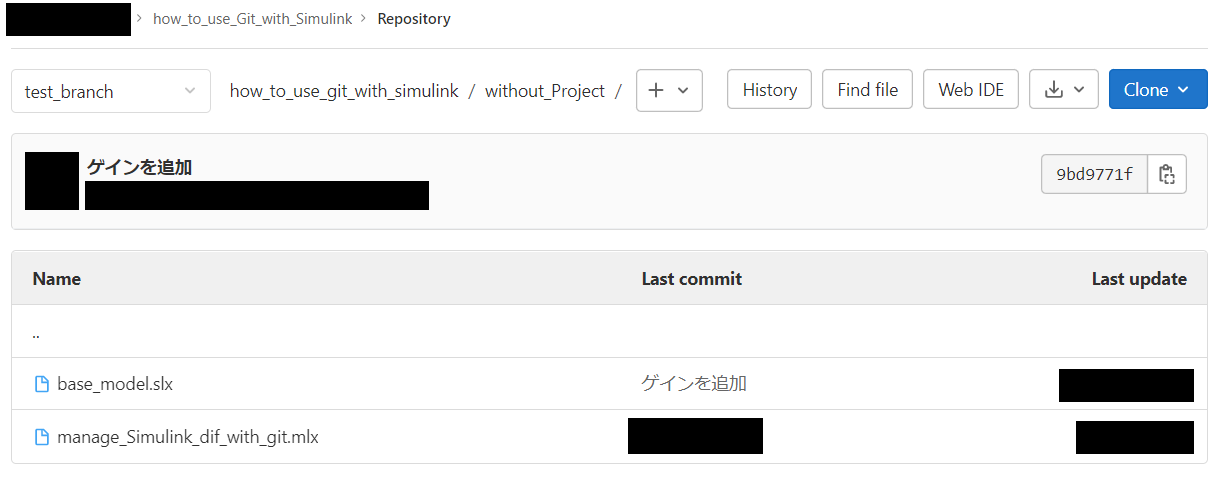 how_to_use_Git_with_Simulink > Repository
test_branch how_to_use_git_with_simulink / without_Project / + History Find file Web IDE Clone
ゲインを追加
9bd9771f
Name Last commit Last update
..
base_model.slx ゲインを追加
manage_Simulink_dif_with_git.mlx